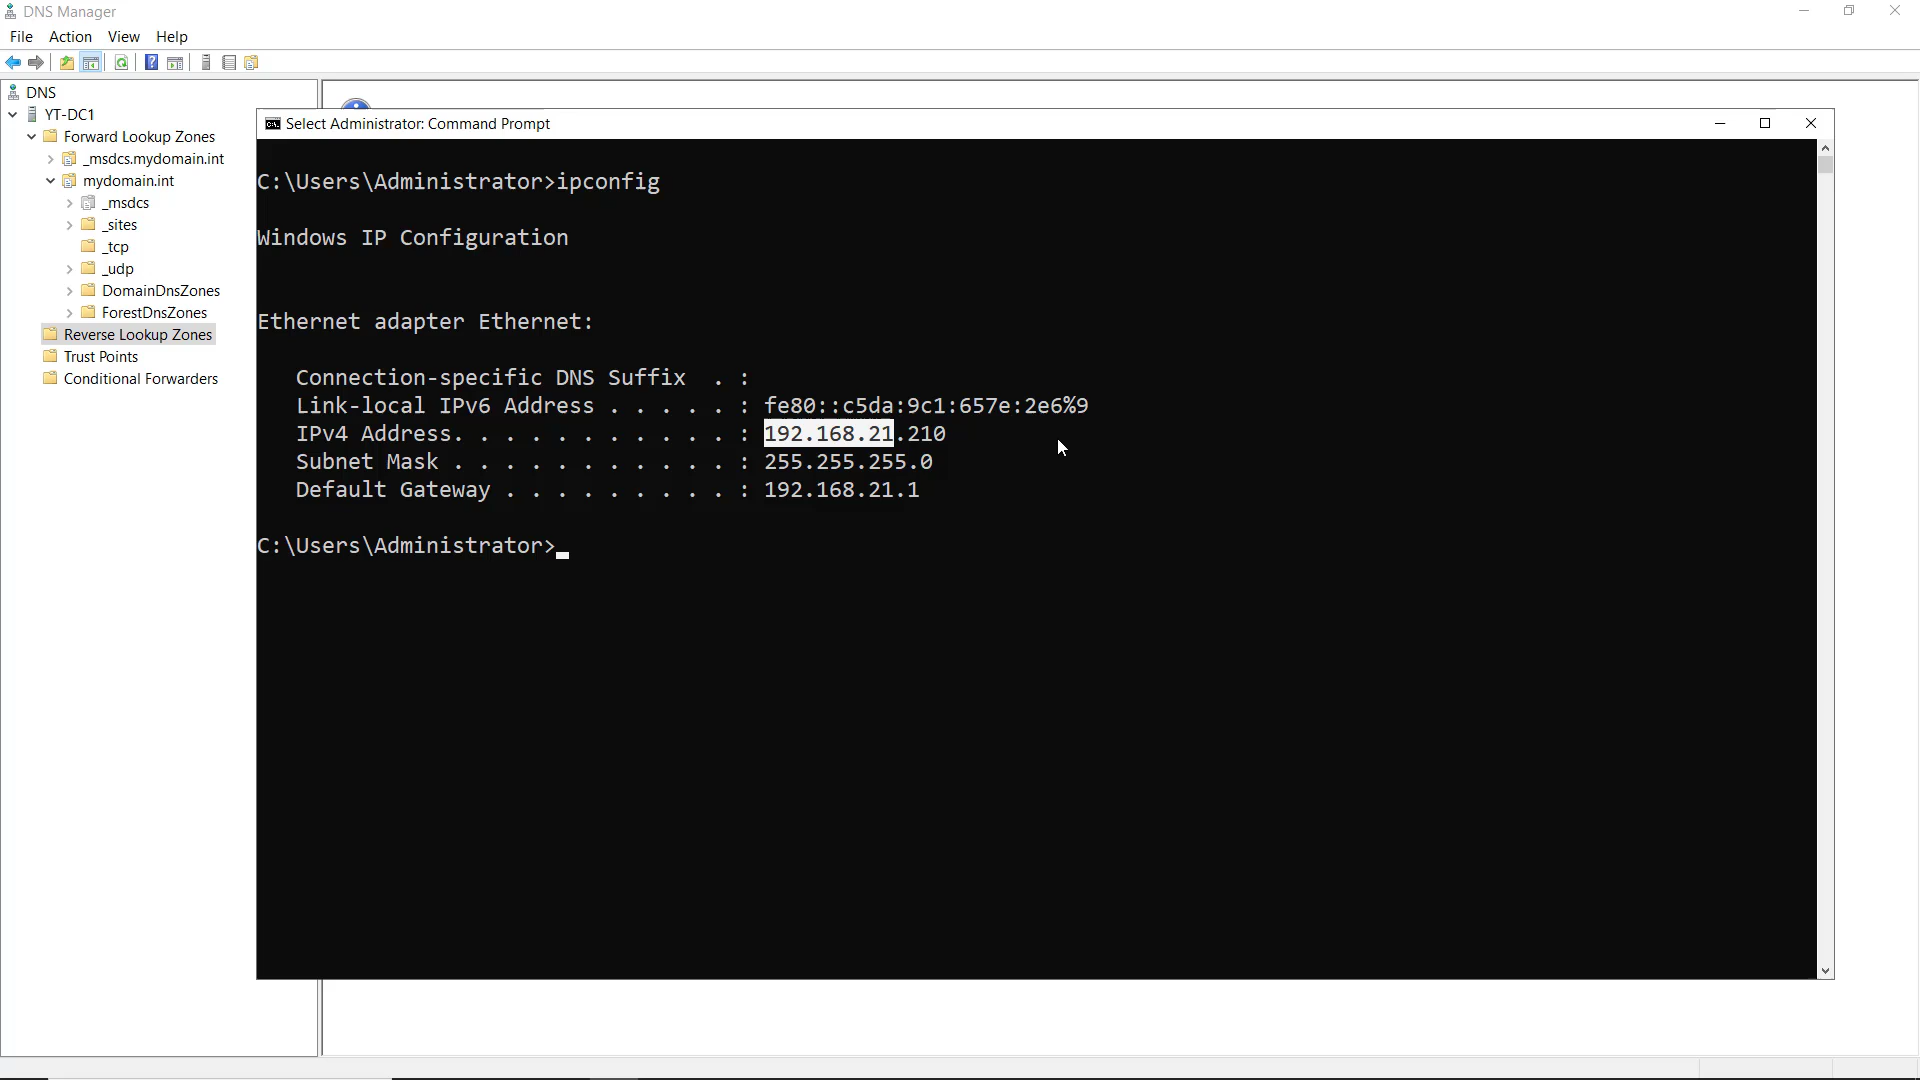 DNS Manager
File Action View Help
DNS
YT-DC1
Forward Lookup Zones
_msdcs.mydomain.int
mydomain.int
_msdcs
_sites
_tcp
_udp
DomainDnsZones
ForestDnsZones
Reverse Lookup Zones
Trust Points
Conditional Forwarders
Select Administrator: Command Prompt
C:\Users\Administrator>ipconfig
Windows IP Configuration
Ethernet adapter Ethernet:
Connection-specific DNS Suffix . :
Link-local IPv6 Address . . . . . : fe80::c5da:9c1:657e:2e6%9
IPv4 Address. . . . . . . . . . . : 192.168.21.210
Subnet Mask . . . . . . . . . . . : 255.255.255.0
Default Gateway . . . . . . . . . : 192.168.21.1
C:\Users\Administrator>